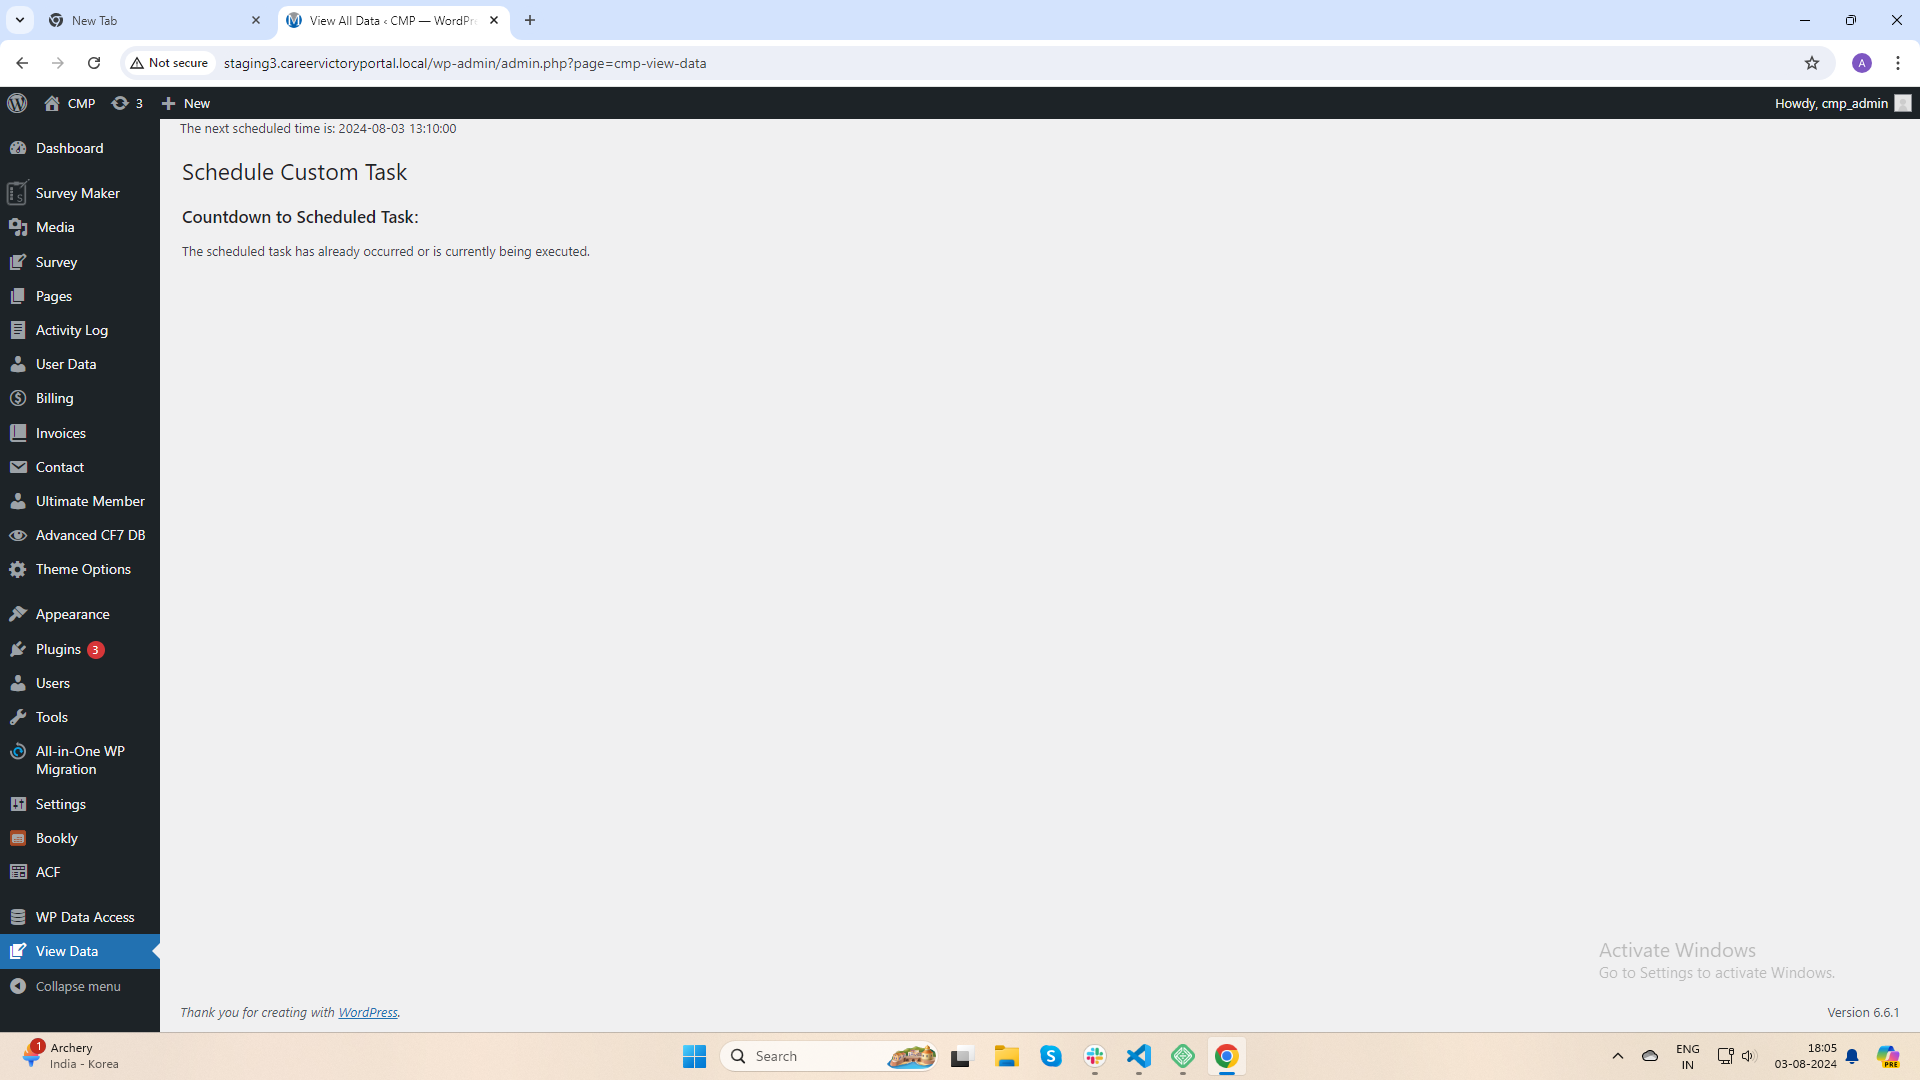 New Tab
View All Data ‹ CMP — WordPre
Not secure
staging3.careervictoryportal.local/wp-admin/admin.php?page=cmp-view-data
A
CMP
3
New
Howdy, cmp_admin
The next scheduled time is: 2024-08-03 13:10:00
Schedule Custom Task
Countdown to Scheduled Task:
The scheduled task has already occurred or is currently being executed.
Dashboard
Survey Maker
Media
Survey
Pages
Activity Log
User Data
Billing
Invoices
Contact
Ultimate Member
Advanced CF7 DB
Theme Options
Appearance
Plugins 3
Users
Tools
All-in-One WP
Migration
Settings
Bookly
ACF
WP Data Access
View Data
Collapse menu
Activate Windows
Go to Settings to activate Windows.
Thank you for creating with WordPress.
Version 6.6.1
1
Archery
India - Korea
Search
ENG
IN
18:05
03-08-2024
PRE